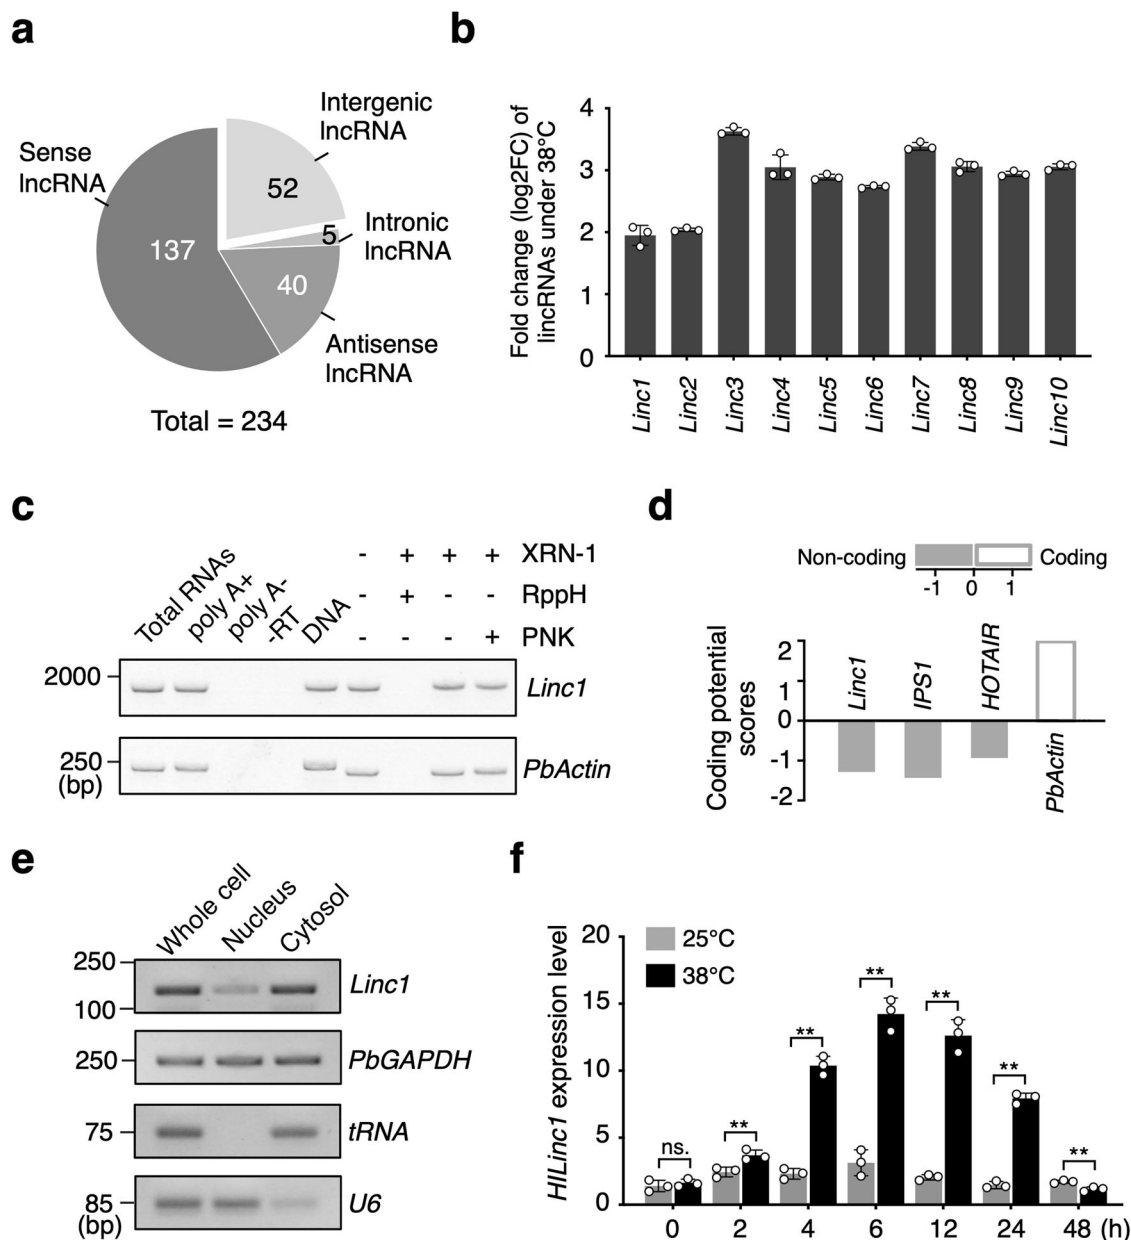 a
Intergenic
lncRNA
Sense
lncRNA
52
Intronic
lncRNA
5
137
40
Antisense
lncRNA
Total = 234
b
Fold change (log2FC) of
lincRNAs under 38°C
4
3
2
1
0
Linc1
Linc2
Linc3
Linc4
Linc5
Linc6
Linc7
Linc8
Linc9
Linc10
c
Total RNAs
poly A+
poly A-
-RT
DNA
- + + + XRN-1
- + - - RppH
- - - + PNK
2000
Linc1
250
(bp)
PbActin
d
Non-coding
Coding
-1 0 1
Coding potential
scores
2
1
0
-1
-2
Linc1
IPS1
HOTAIR
PbActin
e
Whole cell
Nucleus
Cytosol
250
100
Linc1
250
PbGAPDH
75
tRNA
85
(bp)
U6
f
HILinc1 expression level
20
15
10
5
0
25°C
38°C
ns.
**
**
**
**
**
**
0 2 4 6 12 24 48 (h)